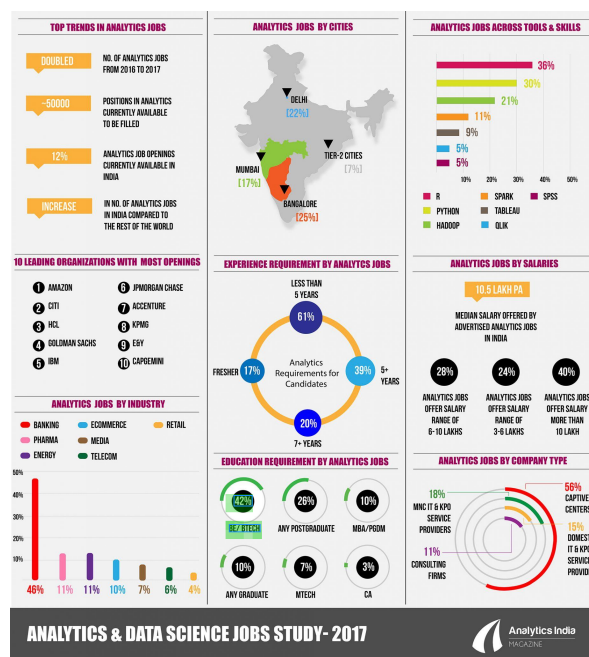 TOP TRENDS IN ANALYTICS JOBS
DOUBLED
NO. OF ANALYTICS JOBS
FROM 2016 TO 2017
~50000
POSITIONS IN ANALYTICS
CURRENTLY AVAILABLE
TO BE FILLED
12%
ANALYTICS JOB OPENINGS
CURRENTLY AVAILABLE IN
INDIA
INCREASE
IN NO. OF ANALYTICS JOBS
IN INDIA COMPARED TO
THE REST OF THE WORLD
ANALYTICS JOBS BY CITIES
DELHI
[22%]
TIER-2 CITIES
[7%]
MUMBAI
[17%]
BANGALORE
[25%]
ANALYTICS JOBS ACROSS TOOLS & SKILLS
36%
30%
21%
11%
9%
5%
5%
10% 20% 30% 40% 50%
R SPARK SPSS
PYTHON TABLEAU
HADOOP QLIK
10 LEADING ORGANIZATIONS WITH MOST OPENINGS
1 AMAZON
2 CITI
3 HCL
4 GOLDMAN SACHS
5 IBM
6 JPMORGAN CHASE
7 ACCENTURE
8 KPMG
9 E&Y
10 CAPGEMINI
EXPERIENCE REQUIREMENT BY ANALYTCS JOBS
LESS THAN
5 YEARS
61%
FRESHER 17%
Analytics
Requirements for
Candidates
39% 5+
YEARS
20%
7+ YEARS
ANALYTICS JOBS BY SALARIES
10.5 LAKH PA
MEDIAN SALARY OFFERED BY
ADVERTISED ANALYTICS JOBS
IN INDIA
28%
ANALYTICS JOBS
OFFER SALARY
RANGE OF
6-10 LAKHS
24%
ANALYTICS JOBS
OFFER SALARY
RANGE OF
3-6 LAKHS
40%
ANALYTICS JOBS
OFFER SALARY
MORE THAN
10 LAKH
ANALYTICS JOBS BY INDUSTRY
BANKING ECOMMERCE RETAIL
PHARMA MEDIA
ENERGY TELECOM
50%
40%
30%
20%
10%
46% 11% 11% 10% 7% 6% 4%
EDUCATION REQUIREMENT BY ANALYTICS JOBS
42%
BE/ BTECH
26%
ANY POSTGRADUATE
10%
MBA/PGDM
10%
ANY GRADUATE
7%
MTECH
3%
CA
ANALYTICS JOBS BY COMPANY TYPE
18%
MNC IT & KPO
SERVICE
PROVIDERS
11%
CONSULTING
FIRMS
56%
CAPTIVE
CENTERS
15%
DOMEST
IT & KPO
SERVICE
PROVID
ANALYTICS & DATA SCIENCE JOBS STUDY- 2017
Analytics India
MAGAZINE